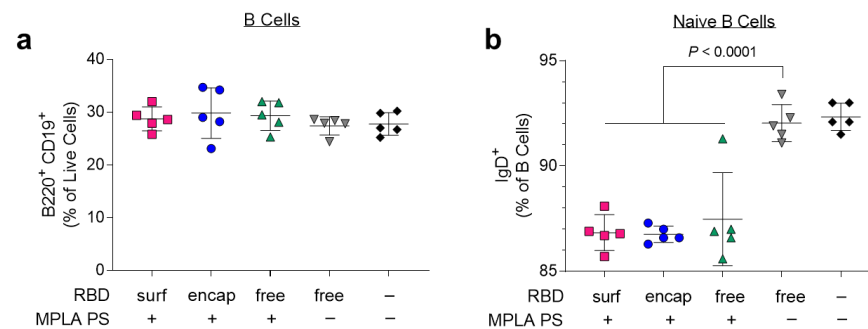 a
B Cells
B220+ CD19+
(% of Live Cells)
40
30
20
10
0
RBD surf encap free free –
MPLA PS + + + – –
b
Naive B Cells
P < 0.0001
IgD+
(% of B Cells)
95
90
85
RBD surf encap free free –
MPLA PS + + + – –